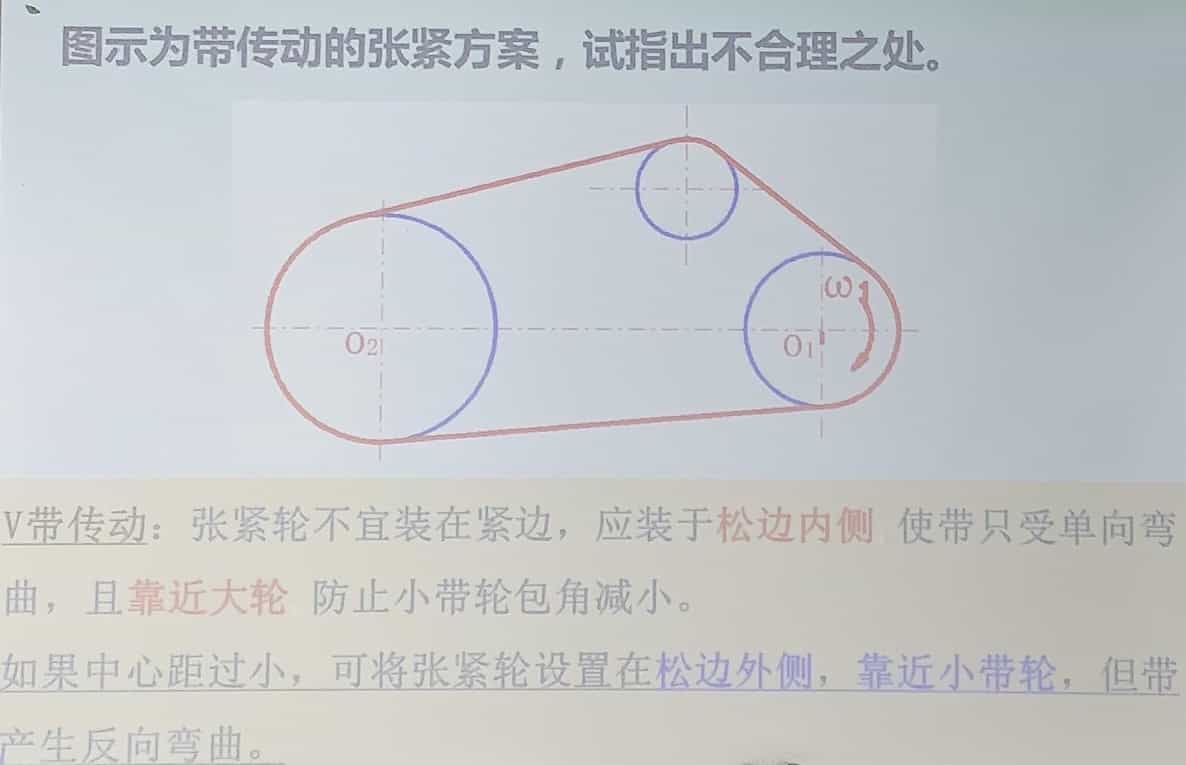 图示为带传动的张紧方案，试指出不合理之处。
ω1
O2
O1
V带传动：张紧轮不宜装在紧边，应装于松边内侧 使带只受单向弯
曲，且靠近大轮 防止小带轮包角减小。
如果中心距过小，可将张紧轮设置在松边外侧，靠近小带轮，但带
产生反向弯曲。